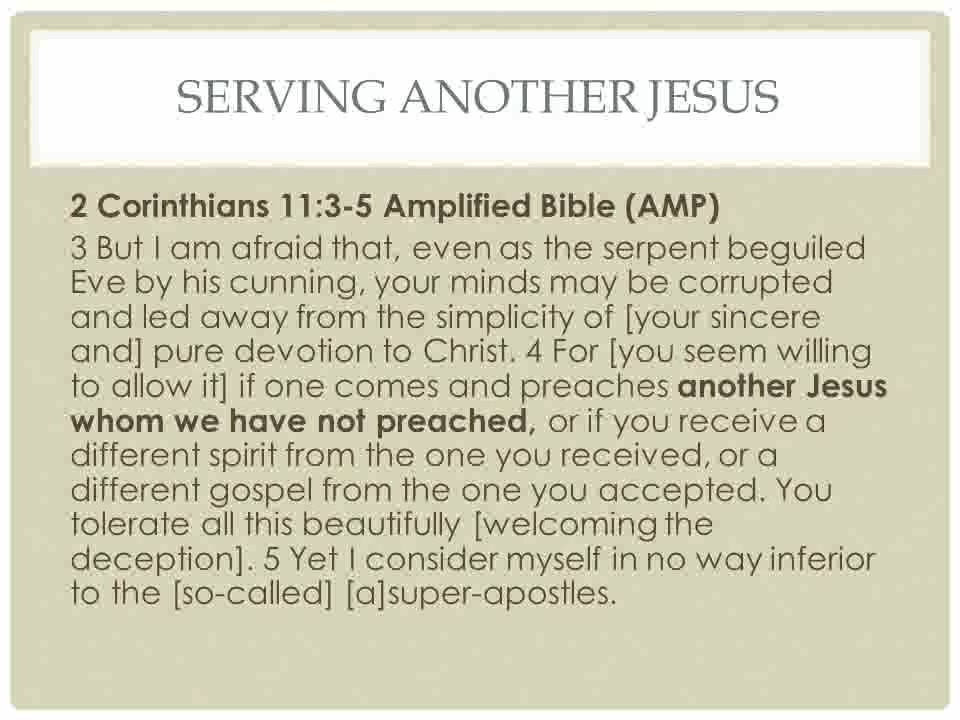 SERVING ANOTHER JESUS
2 Corinthians 11:3-5 Amplified Bible (AMP)
3 But I am afraid that, even as the serpent beguiled
Eve by his cunning, your minds may be corrupted
and led away from the simplicity of [your sincere
and] pure devotion to Christ. 4 For [you seem willing
to allow it] if one comes and preaches another Jesus
whom we have not preached, or if you receive a
different spirit from the one you received, or a
different gospel from the one you accepted. You
tolerate all this beautifully [welcoming the
deception]. 5 Yet I consider myself in no way inferior
to the [so-called] [a]super-apostles.